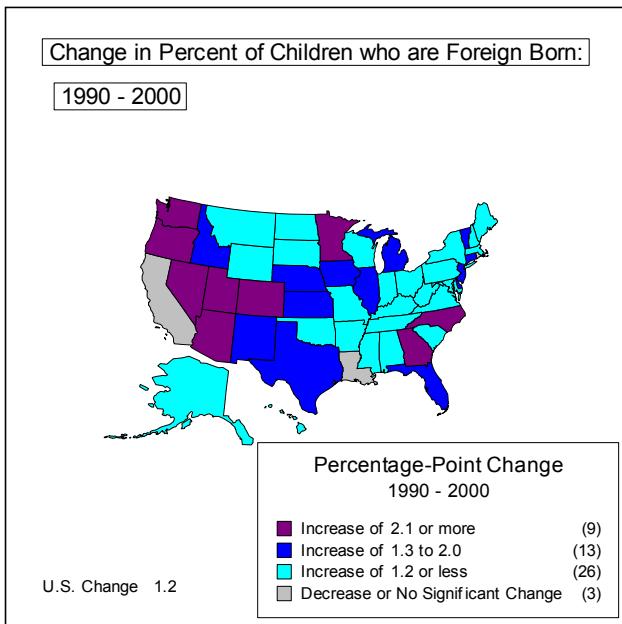 Change in Percent of Children who are Foreign Born:
1990 - 2000
Percentage-Point Change
1990 - 2000
Increase of 2.1 or more (9)
Increase of 1.3 to 2.0 (13)
Increase of 1.2 or less (26)
Decrease or No Significant Change (3)
U.S. Change 1.2